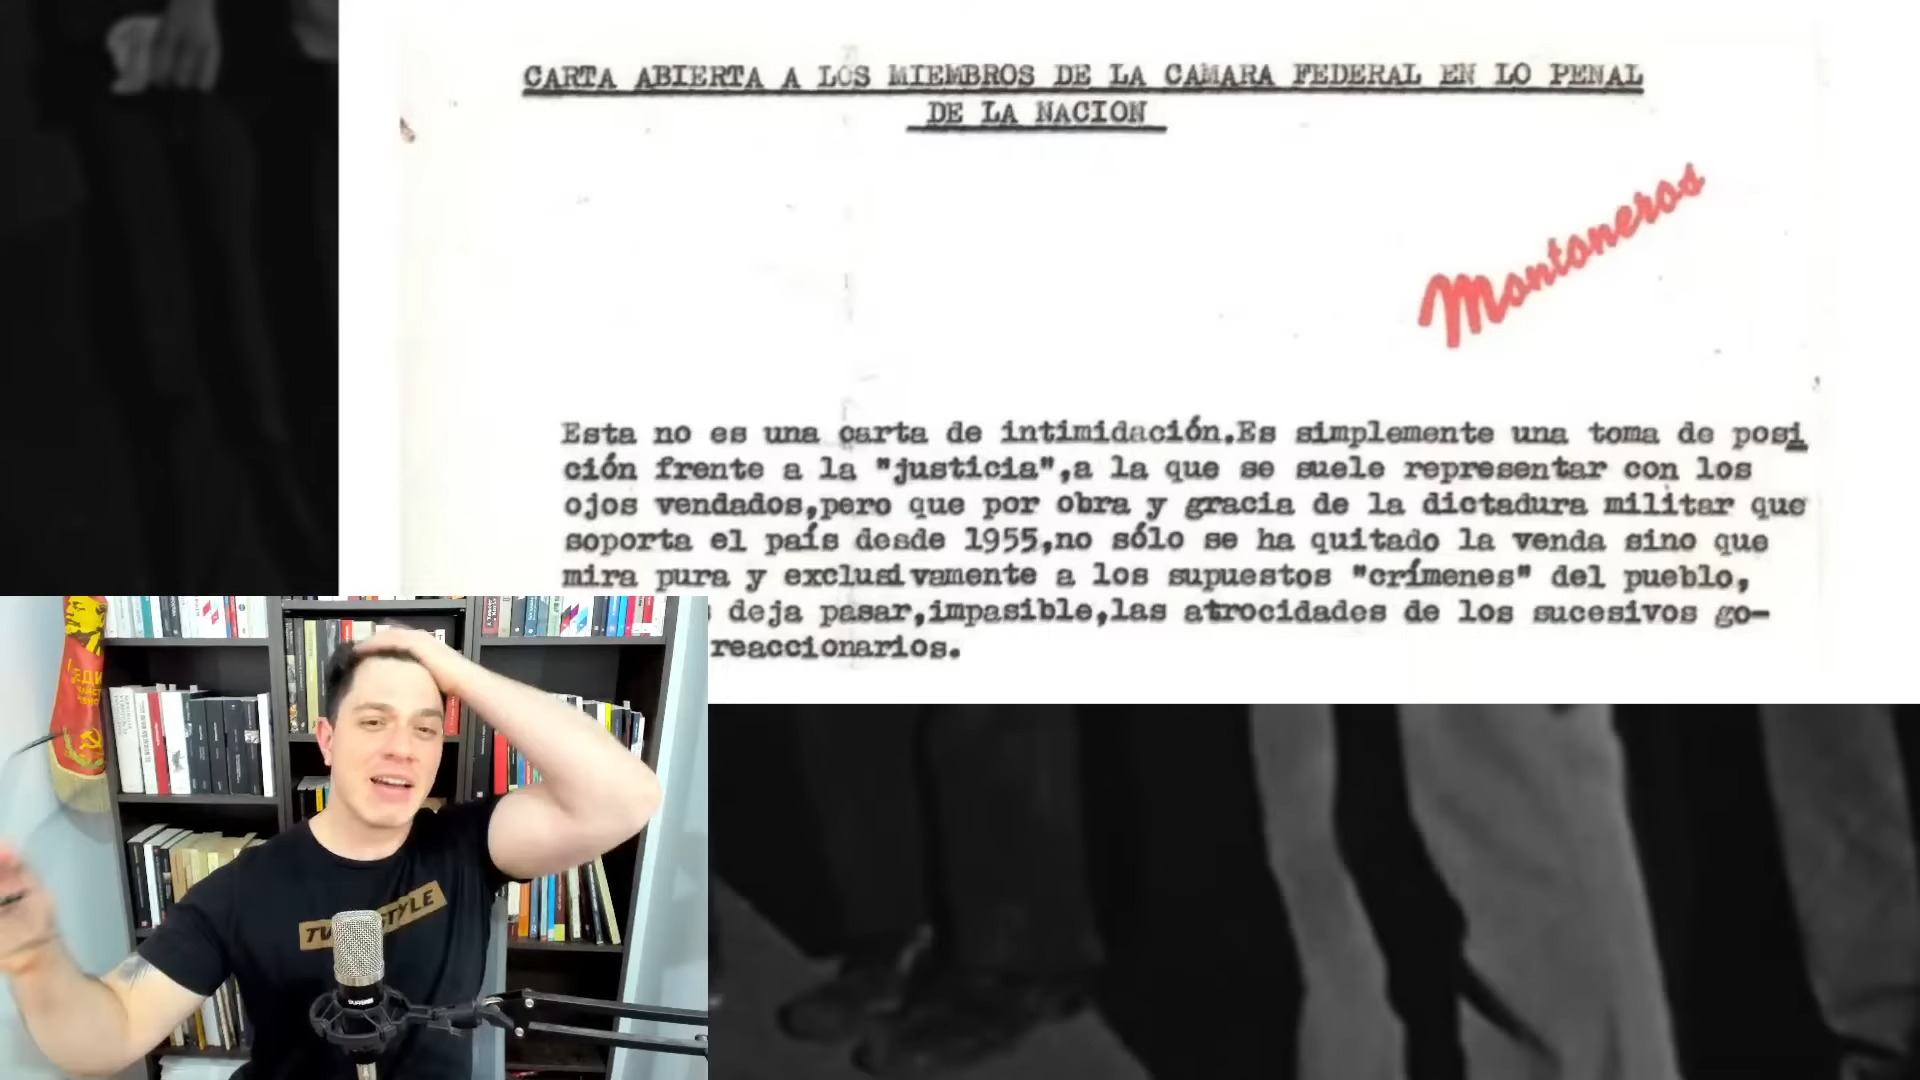 CARTA ABIERTA A LOS MIEMBROS DE LA CAMARA FEDERAL EN LO PENAL
DE LA NACION
Montoneros
Esta no es una carta de intimidación.Es simplemente una toma de posi
ción frente a la "justicia",a la que se suele representar con los
ojos vendados,pero que por obra y gracia de la dictadura militar que
soporta el país desde 1955,no sólo se ha quitado la venda sino que
mira pura y exclusivamente a los supuestos "crímenes" del pueblo,
deja pasar,impasible,las atrocidades de los sucesivos go-
reaccionarios.
STYLE